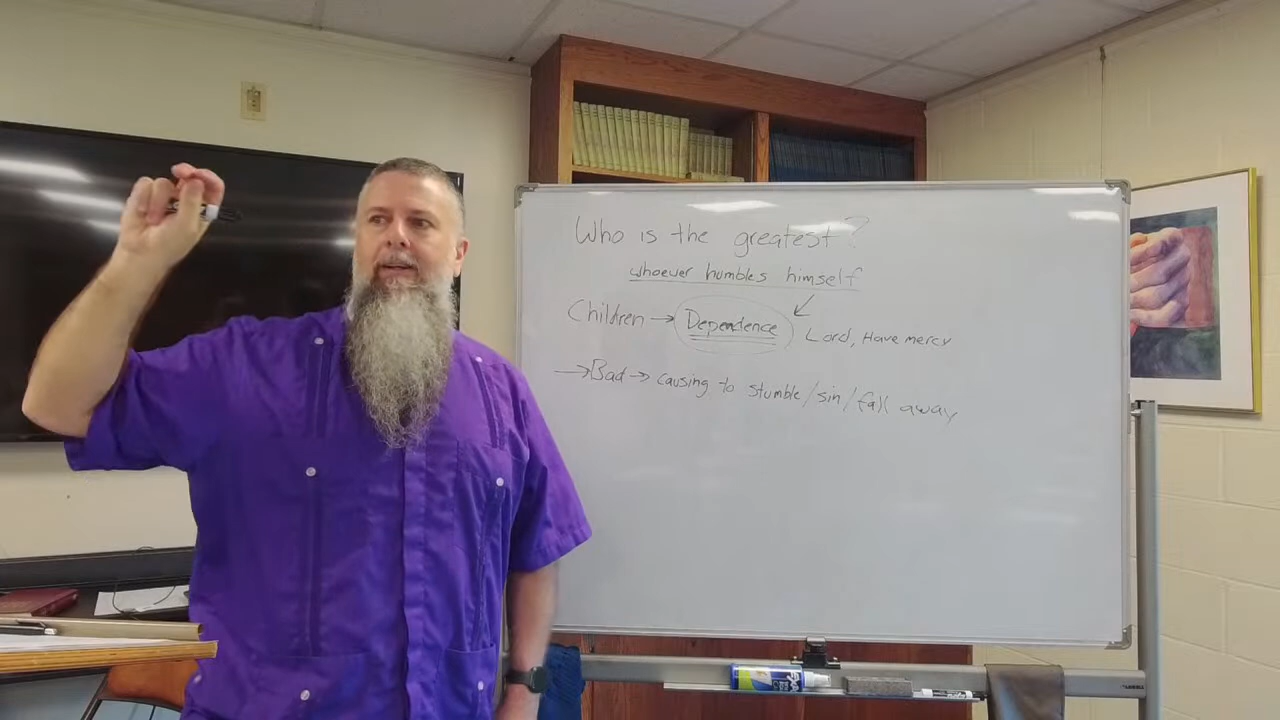 Who is the greatest?
whoever humbles himself
Children → Dependence
Lord, Have mercy
→ Bad → causing to stumble/sin/fall away
EXPO